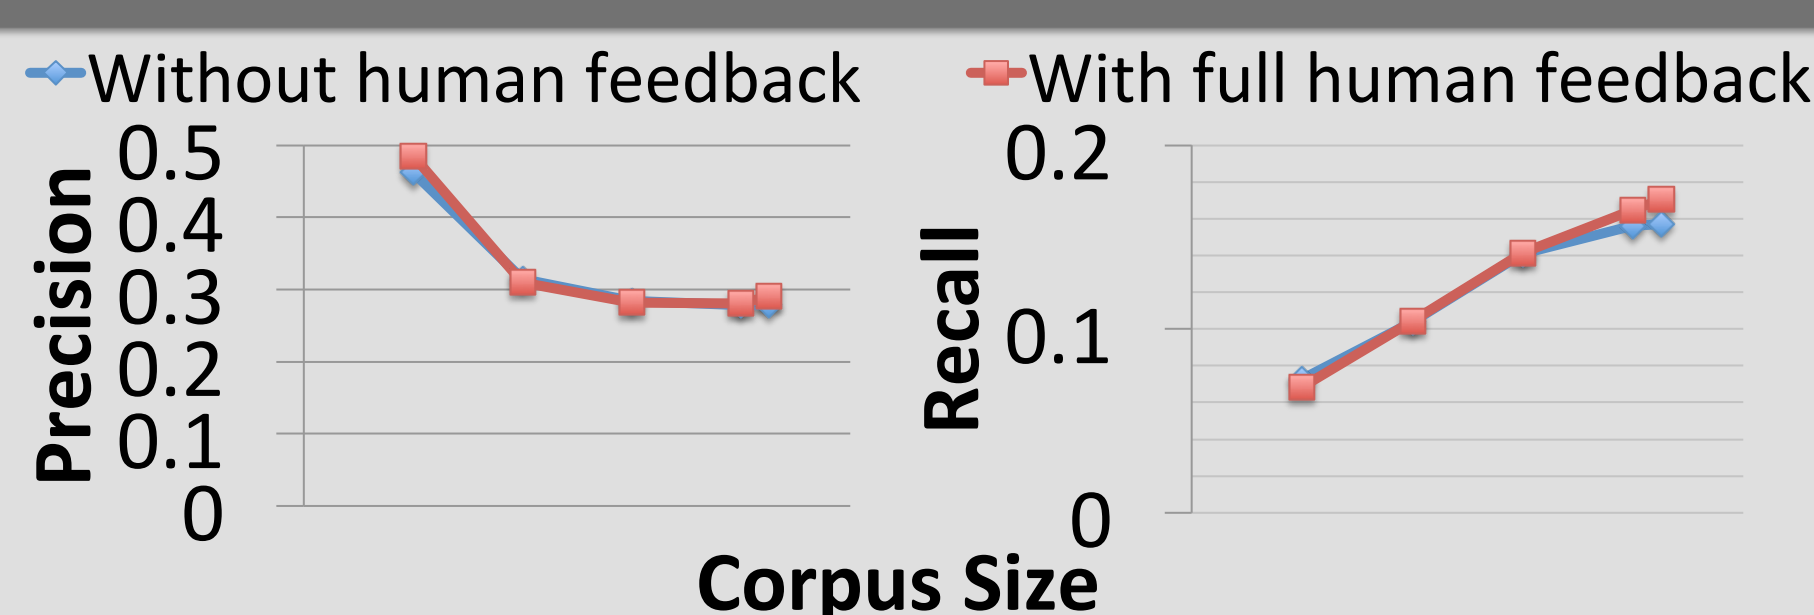 Without human feedback
With full human feedback
Precision
0.5
0.4
0.3
0.2
0.1
0
Recall
0.2
0.1
0
Corpus Size